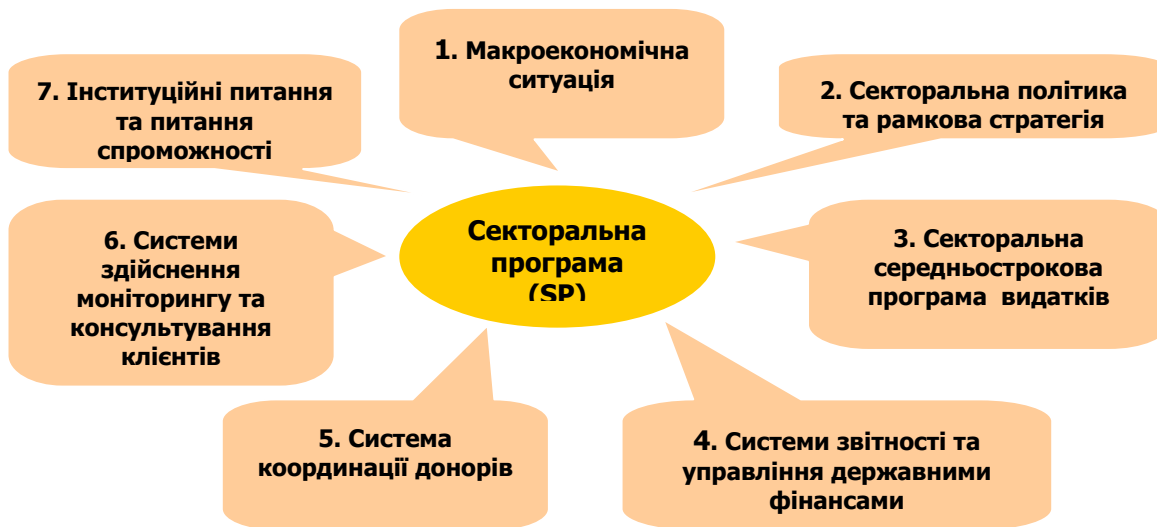 1. Макроекономічна
ситуація
2. Секторальна політика
та рамкова стратегія
3. Секторальна
середньострокова
програма видатків
4. Системи звітності та
управління державними
фінансами
5. Система
координації донорів
6. Системи
здійснення
моніторингу та
консультування
клієнтів
7. Інституційні питання
та питання
спроможності
Секторальна
програма
(SP)